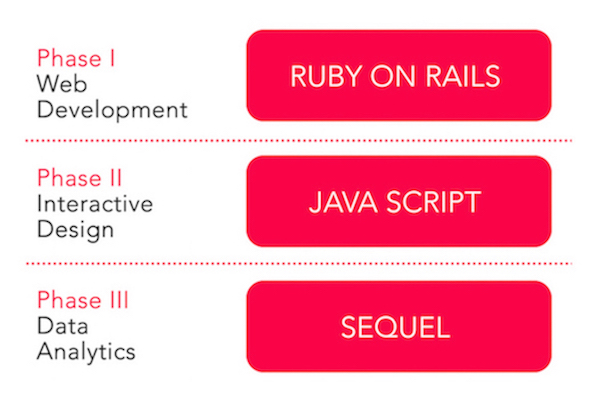 Phase I
Web
Development
RUBY ON RAILS
Phase II
Interactive
Design
JAVA SCRIPT
Phase III
Data
Analytics
SEQUEL